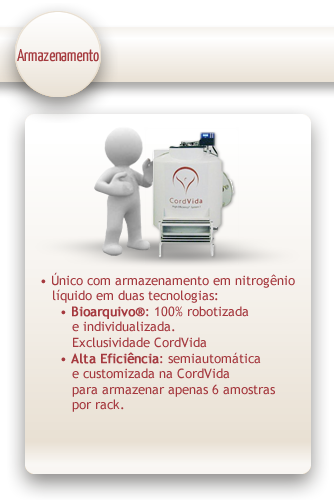 Armazenamento
CordVida
• Único com armazenamento em nitrogênio
líquido em duas tecnologias:
• Bioarquivo®: 100% robotizada
e individualizada.
Exclusividade CordVida
• Alta Eficiência: semiautomática
e customizada na CordVida
para armazenar apenas 6 amostras
por rack.